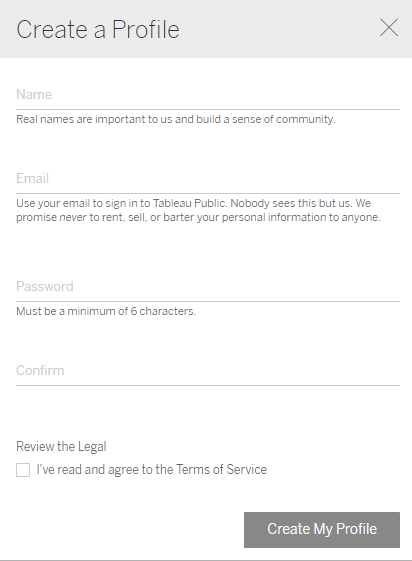 Create a Profile
Name
Real names are important to us and build a sense of community.
Email
Use your email to sign in to Tableau Public. Nobody sees this but us. We
promise never to rent, sell, or barter your personal information to anyone.
Password
Must be a minimum of 6 characters.
Confirm
Review the Legal
I've read and agree to the Terms of Service
Create My Profile